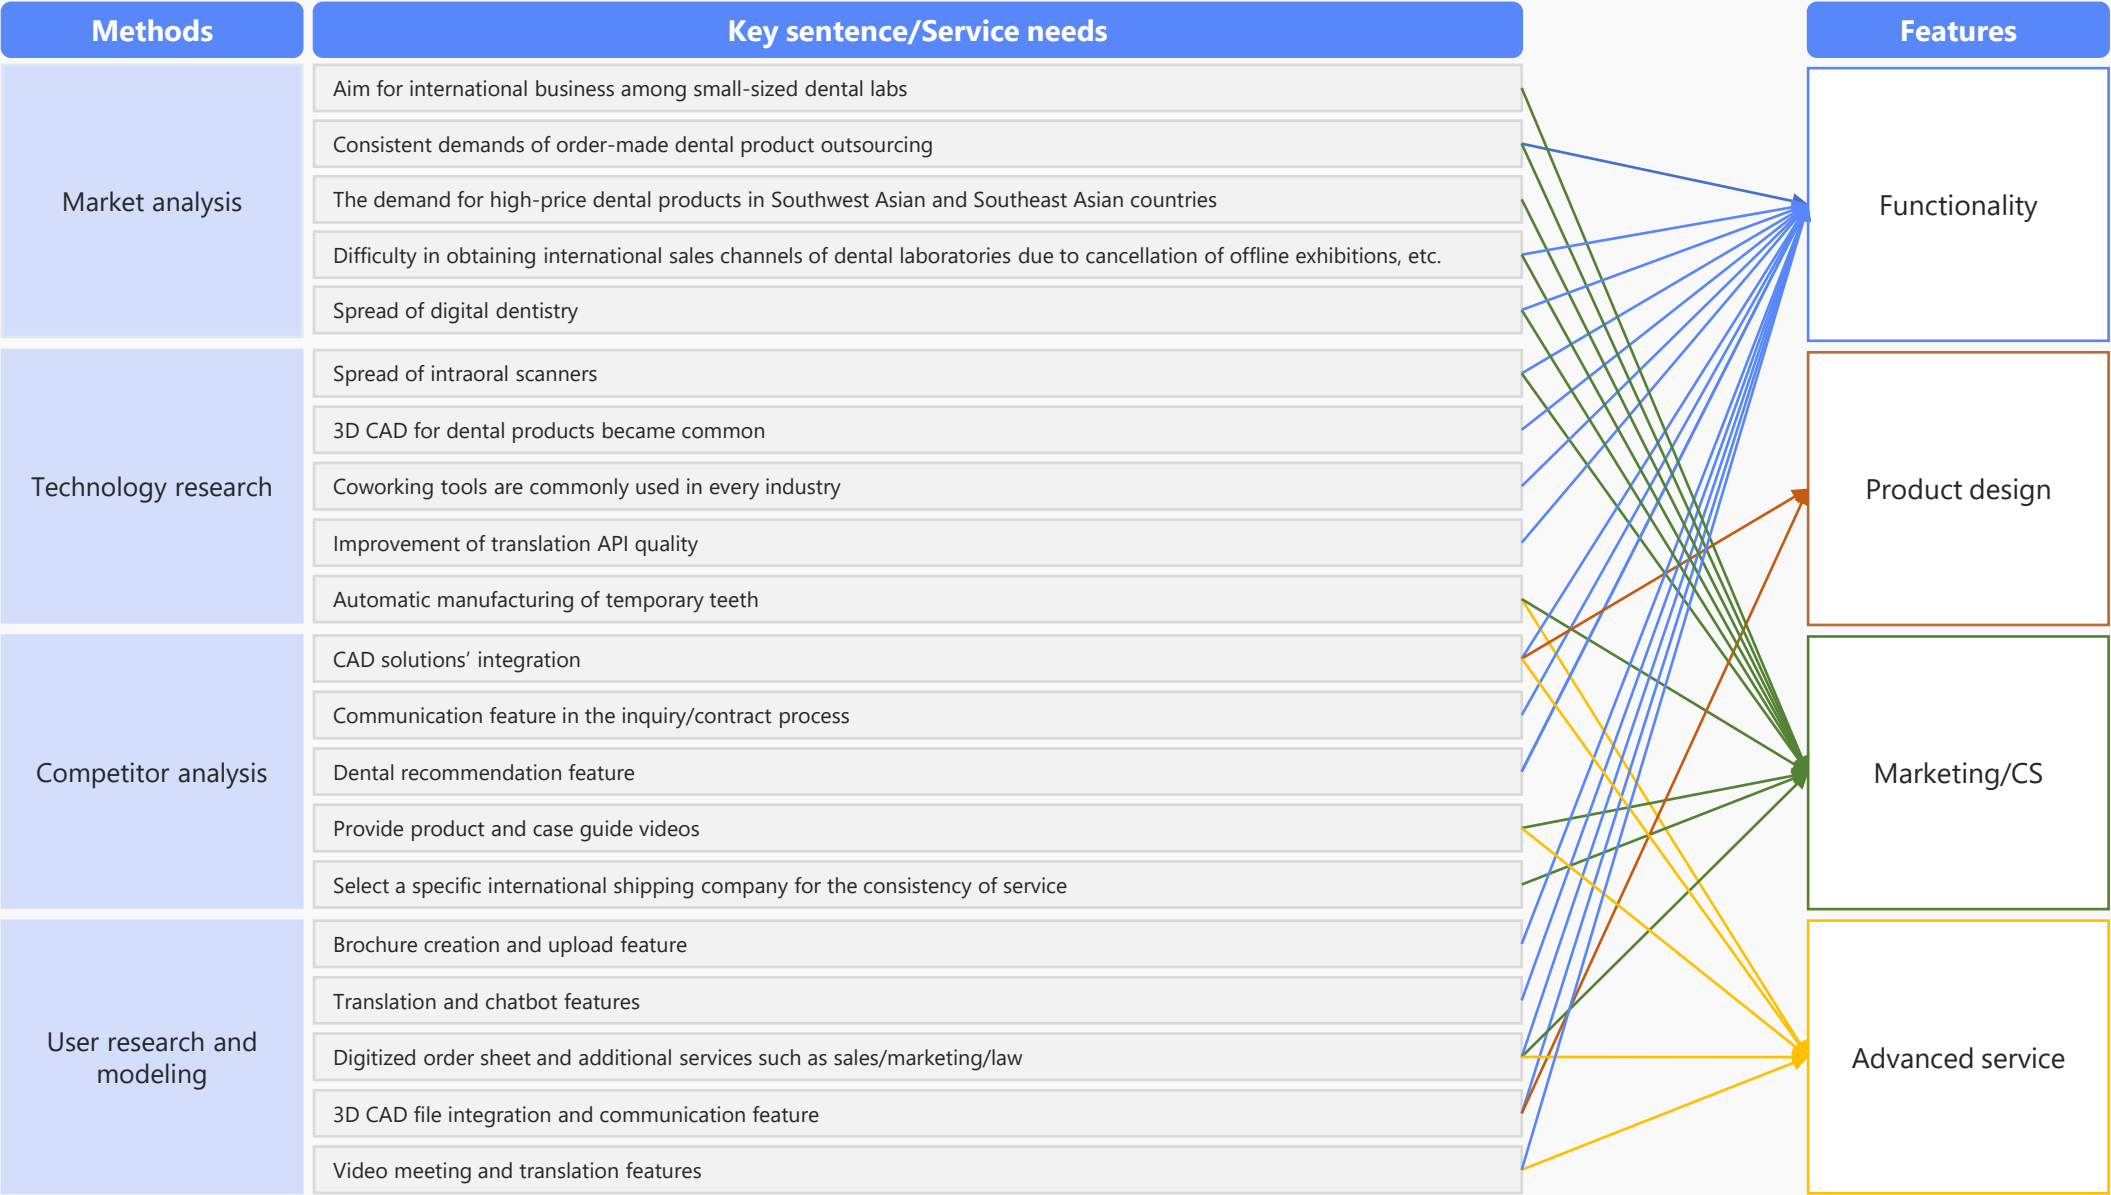 Methods
Key sentence/Service needs
Features
Market analysis
Aim for international business among small-sized dental labs
Consistent demands of order-made dental product outsourcing
The demand for high-price dental products in Southwest Asian and Southeast Asian countries
Difficulty in obtaining international sales channels of dental laboratories due to cancellation of offline exhibitions, etc.
Spread of digital dentistry
Technology research
Spread of intraoral scanners
3D CAD for dental products became common
Coworking tools are commonly used in every industry
Improvement of translation API quality
Automatic manufacturing of temporary teeth
Competitor analysis
CAD solutions’ integration
Communication feature in the inquiry/contract process
Dental recommendation feature
Provide product and case guide videos
Select a specific international shipping company for the consistency of service
User research and
modeling
Brochure creation and upload feature
Translation and chatbot features
Digitized order sheet and additional services such as sales/marketing/law
3D CAD file integration and communication feature
Video meeting and translation features
Functionality
Product design
Marketing/CS
Advanced service